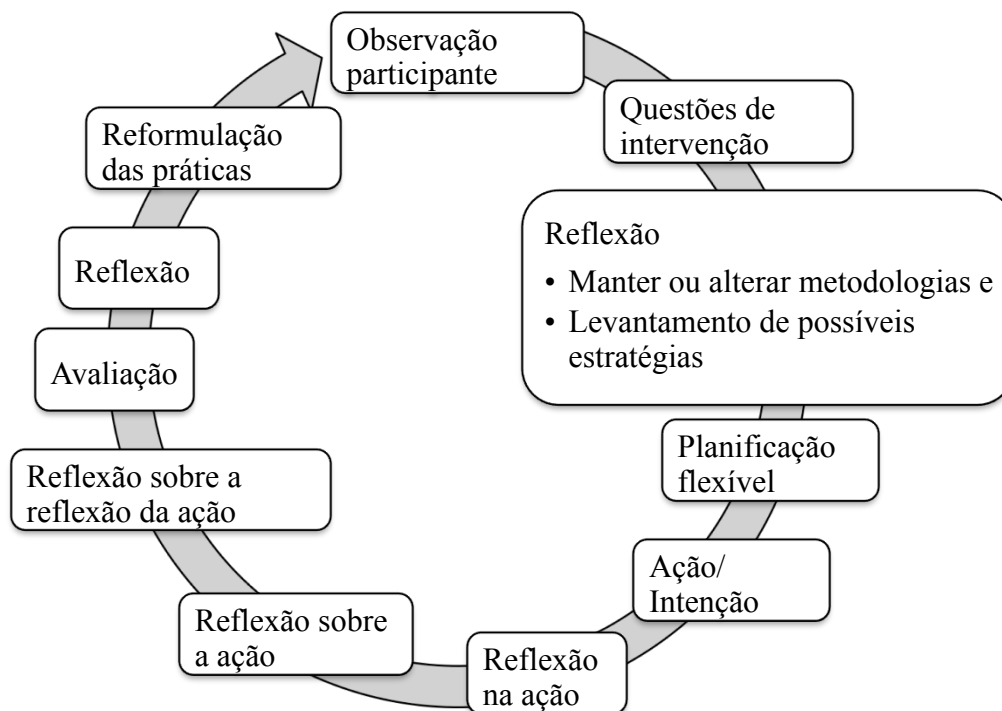 Observação
participante
Questões de
intervenção
Reflexão
• Manter ou alterar metodologias e
• Levantamento de possíveis
estratégias
Planificação
flexível
Ação/
Intenção
Reflexão
na ação
Reflexão sobre
a ação
Reflexão sobre a
reflexão da ação
Avaliação
Reflexão
Reformulação
das práticas